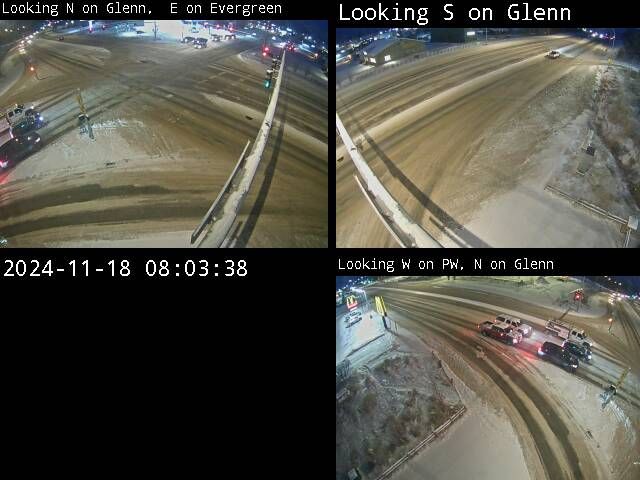 Looking N on Glenn, E on Evergreen
Looking S on Glenn
2024-11-18 08:03:38
Looking W on PW, N on Glenn